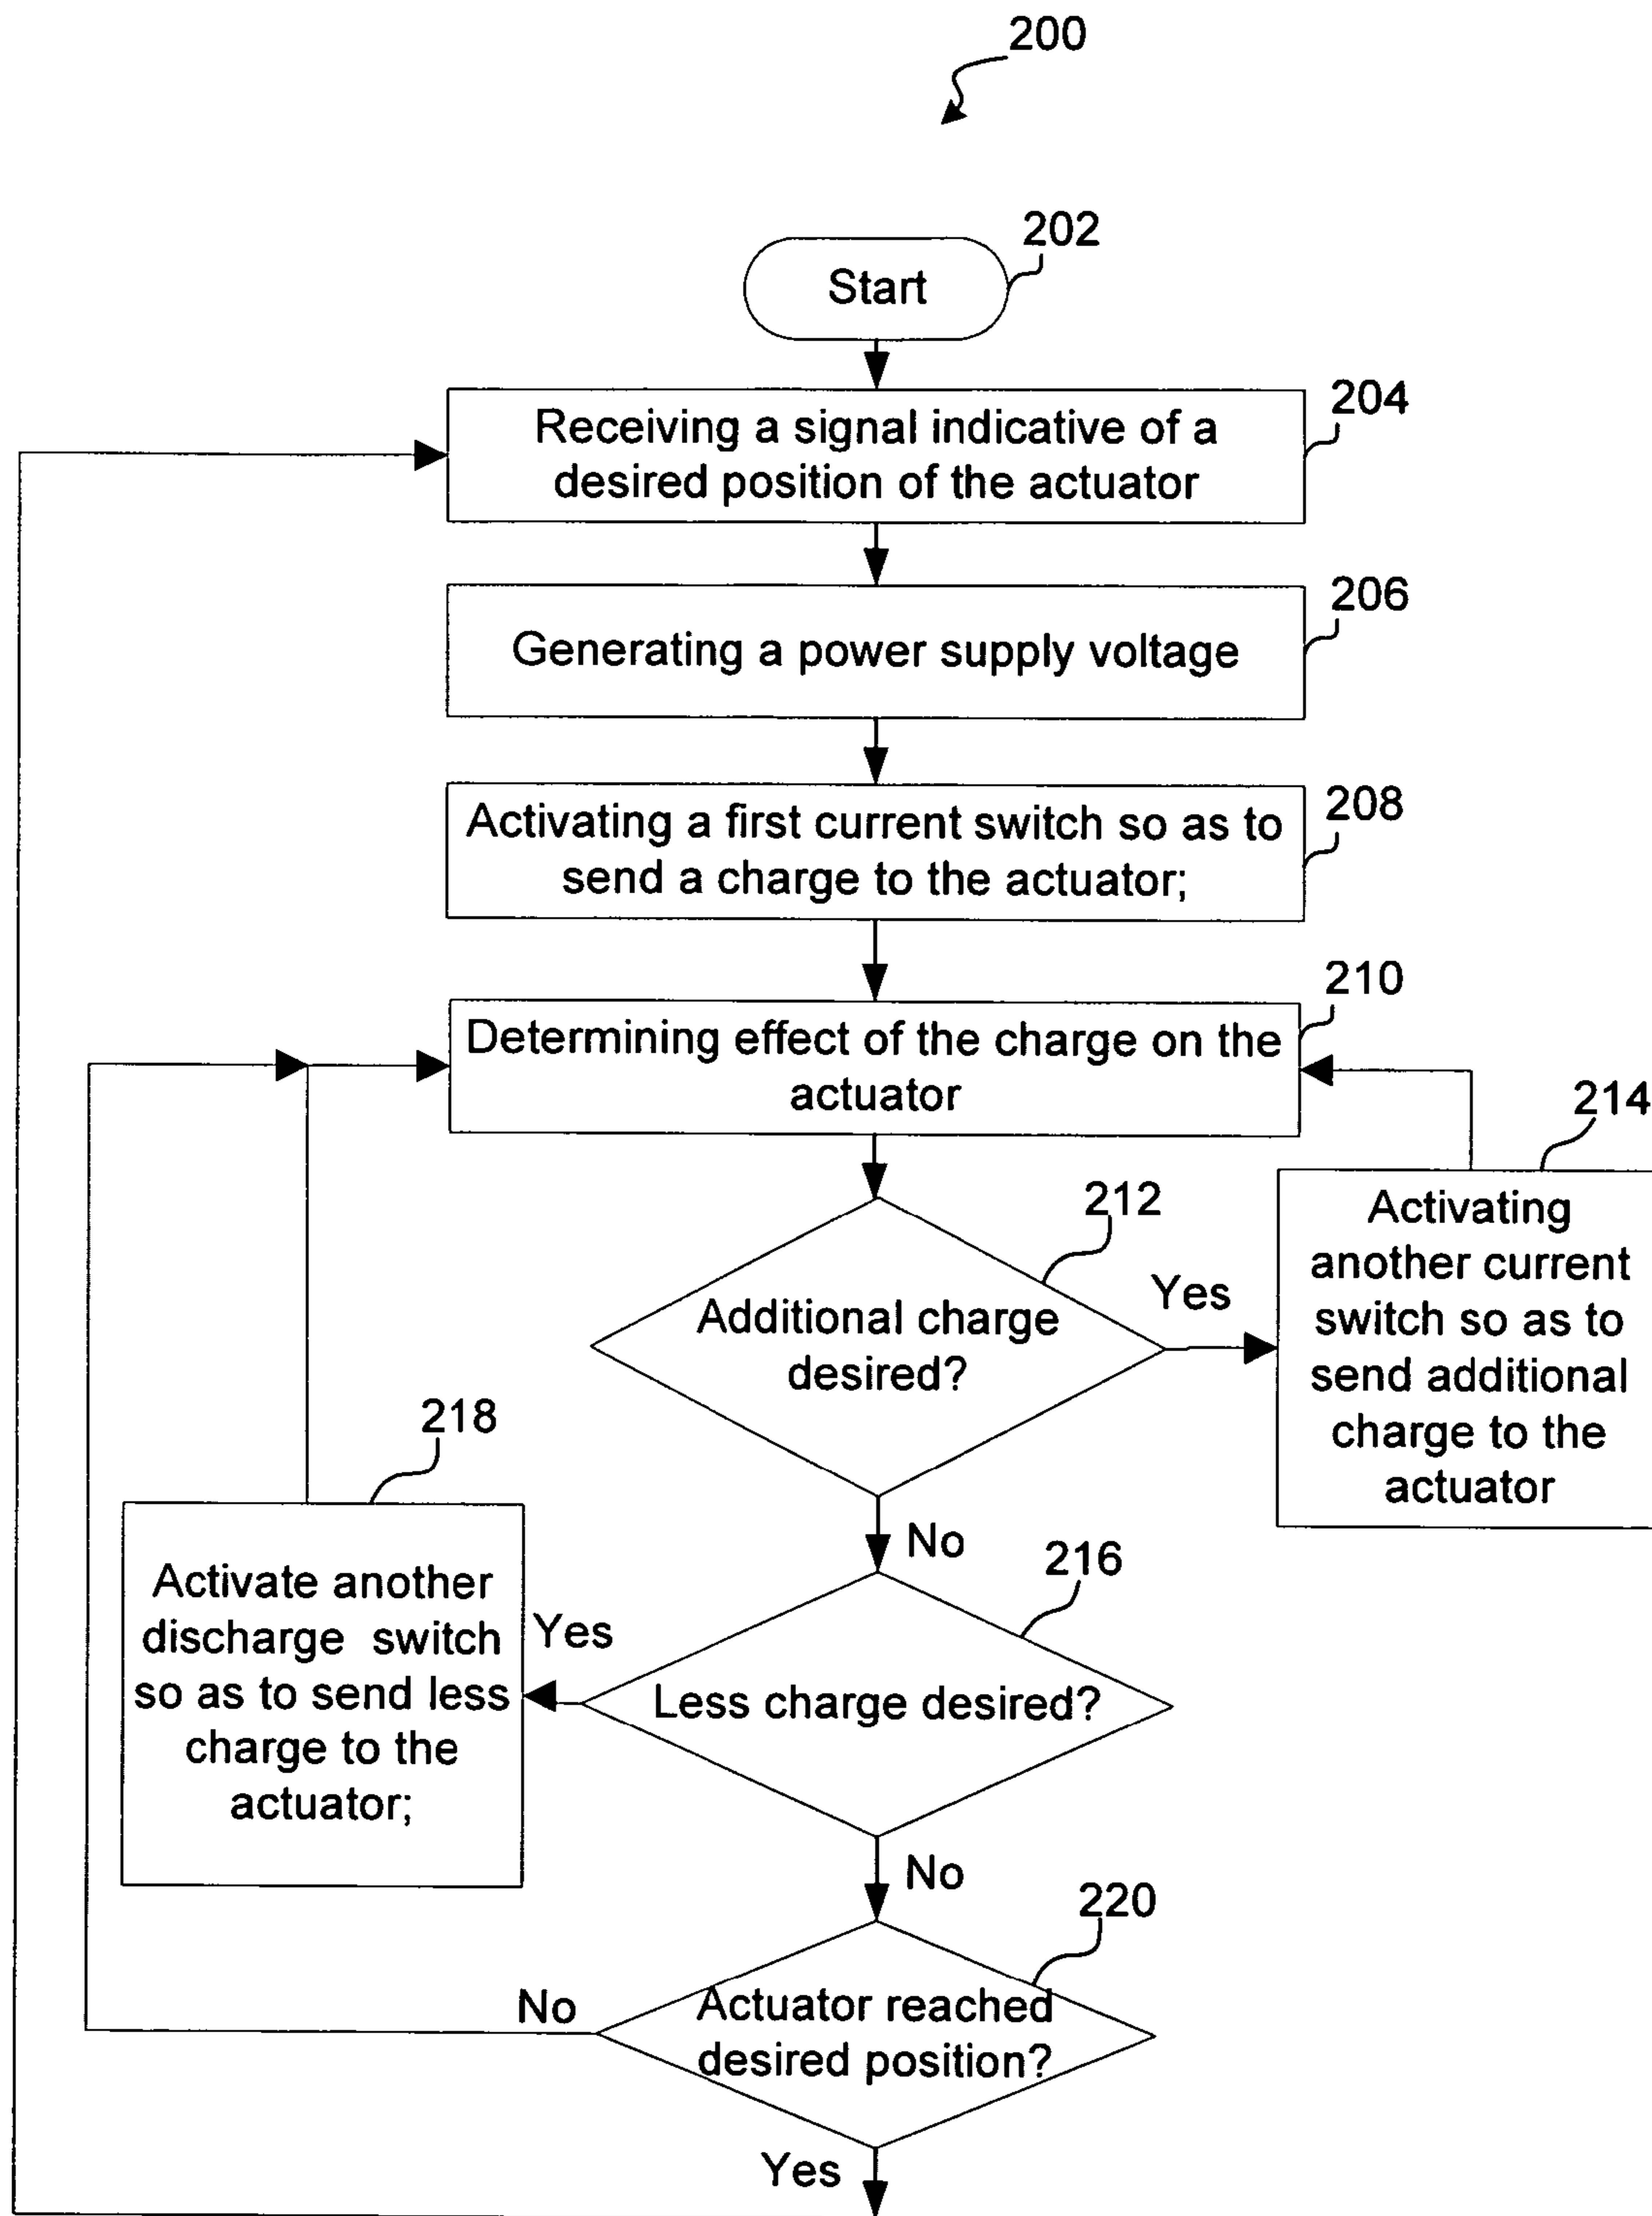 200
202
Start
204
Receiving a signal indicative of a
desired position of the actuator
206
Generating a power supply voltage
208
Activating a first current switch so as to
send a charge to the actuator;
210
Determining effect of the charge on the
actuator
214
Activating
another current
switch so as to
send additional
charge to the
actuator
212
Yes
Additional charge
desired?
No
218
Activate another
discharge switch
so as to send less
charge to the
actuator;
216
Yes
Less charge desired?
No
220
No
Actuator reached
desired position?
Yes